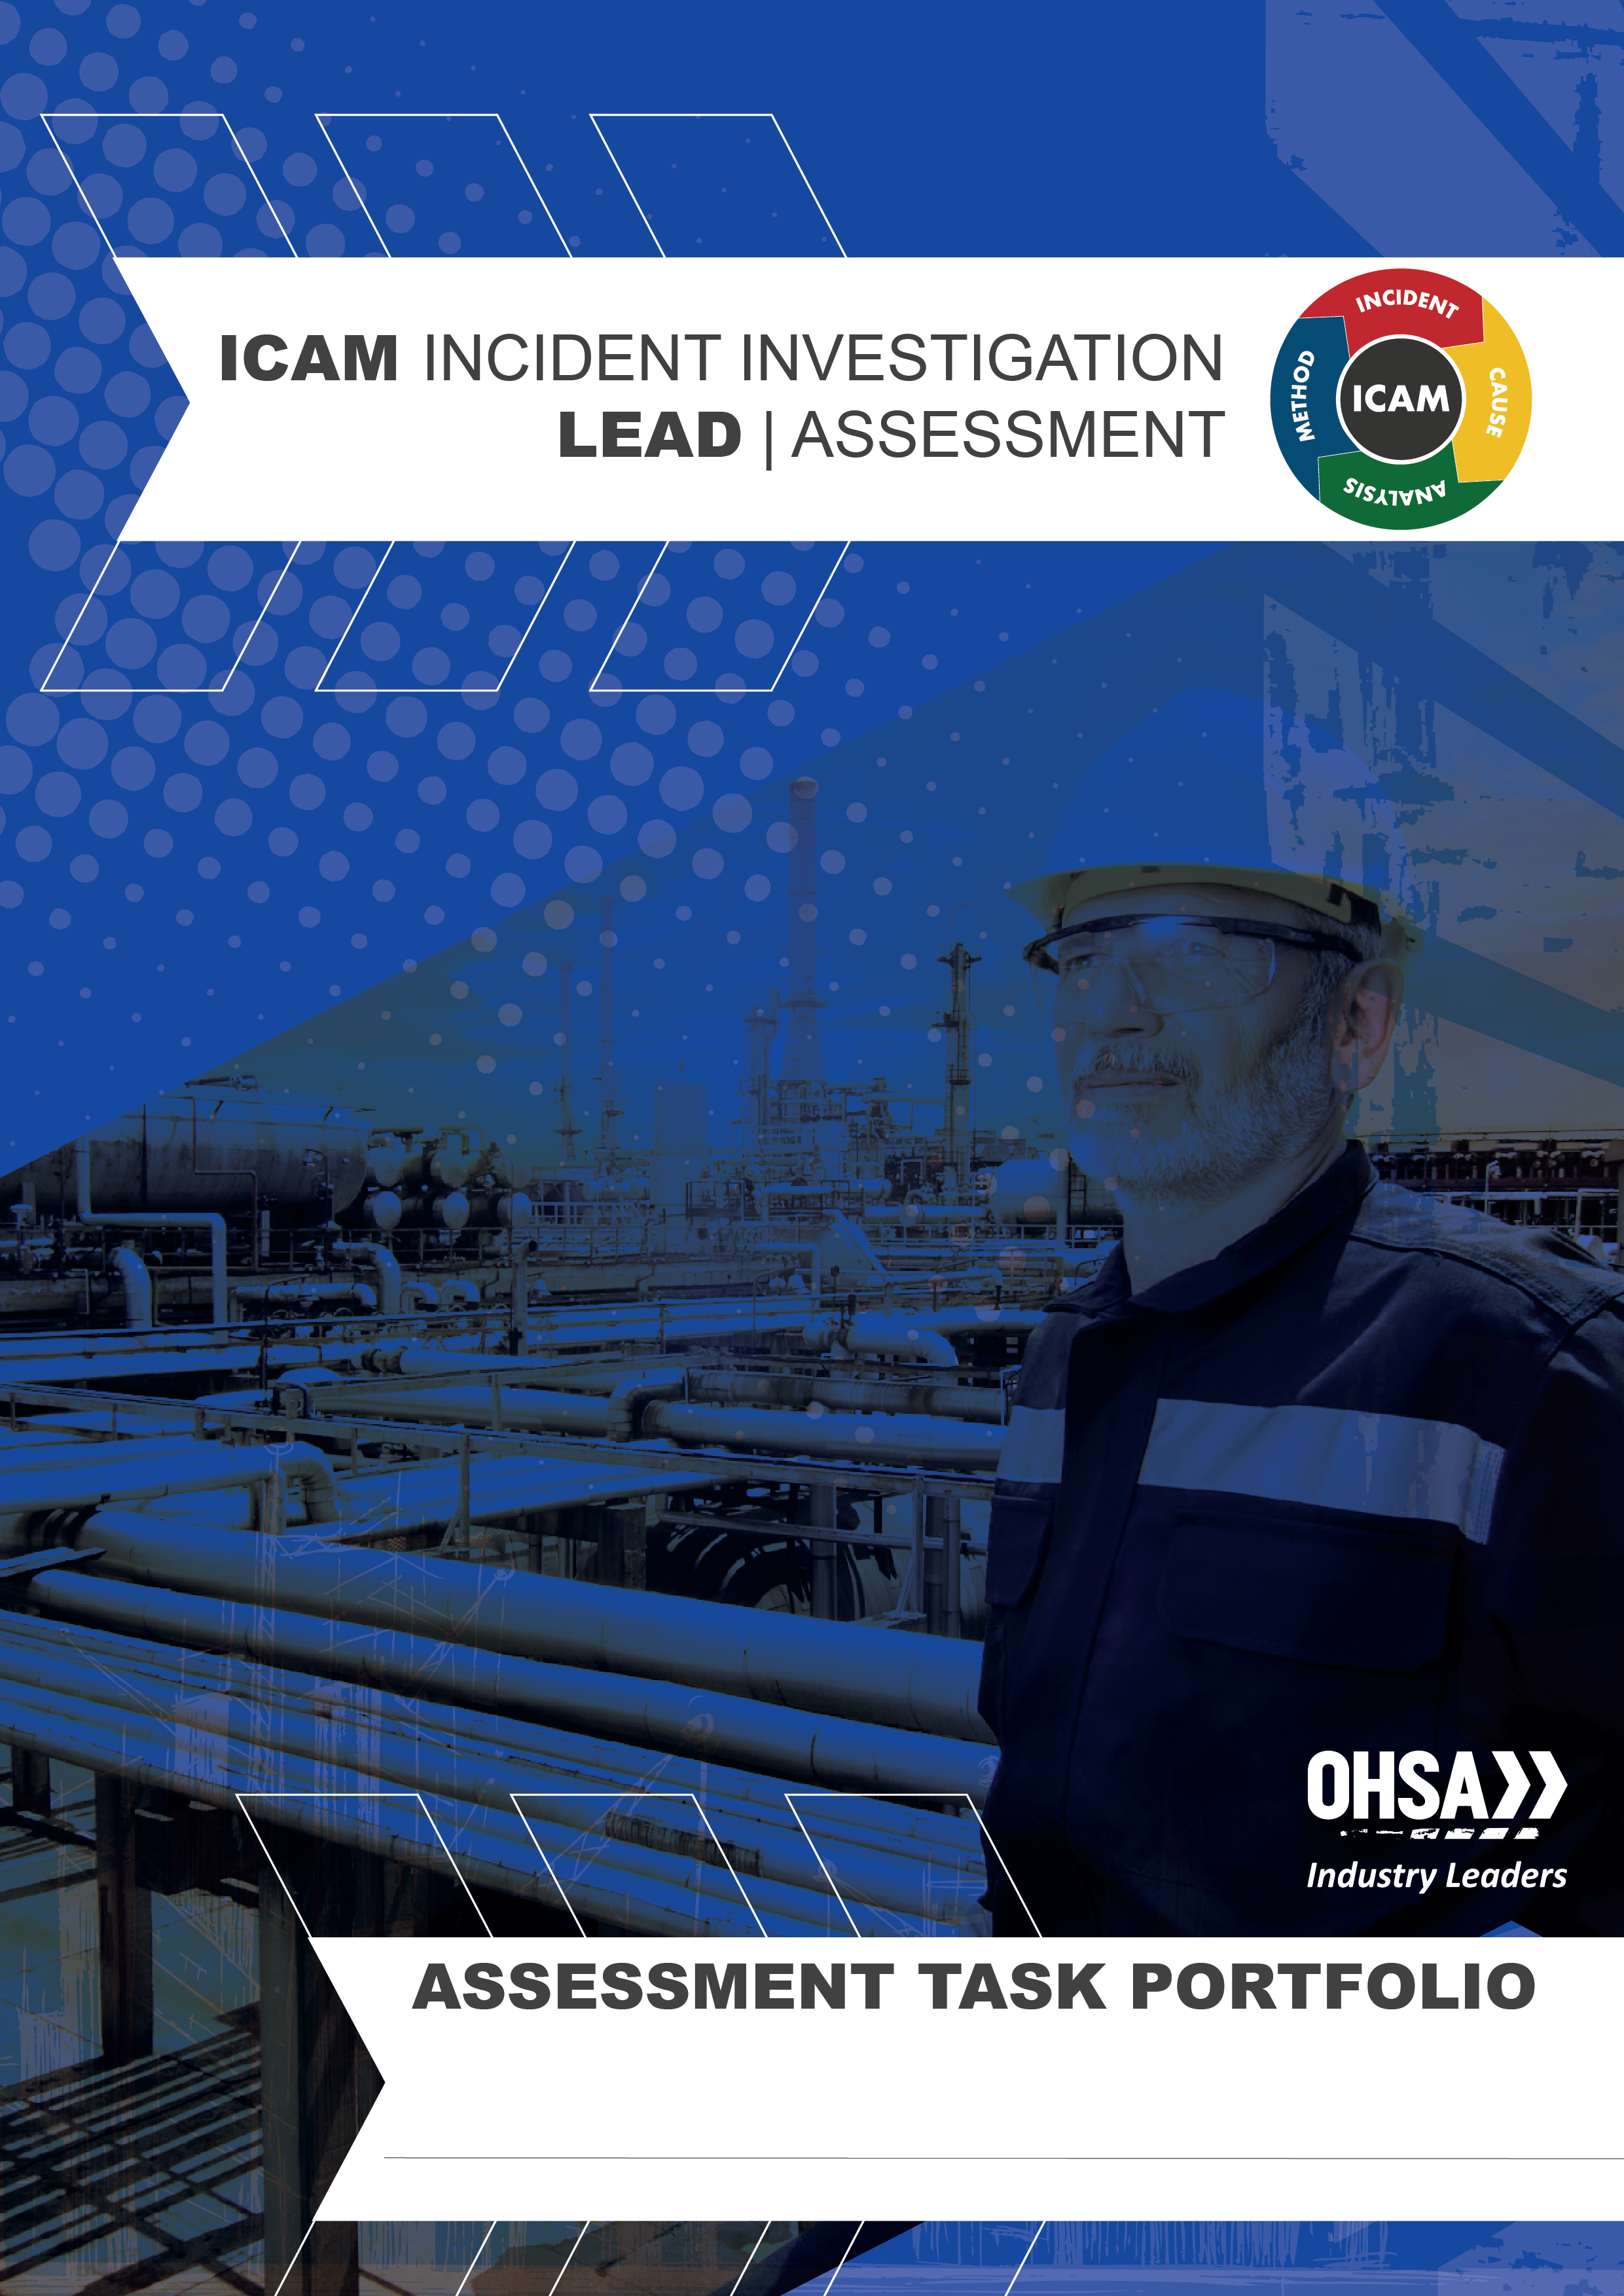 ICAM INCIDENT INVESTIGATION
LEAD | ASSESSMENT
INCIDENT
CAUSE
ANALYSIS
METHOD
ICAM
OHSA
Industry Leaders
ASSESSMENT TASK PORTFOLIO